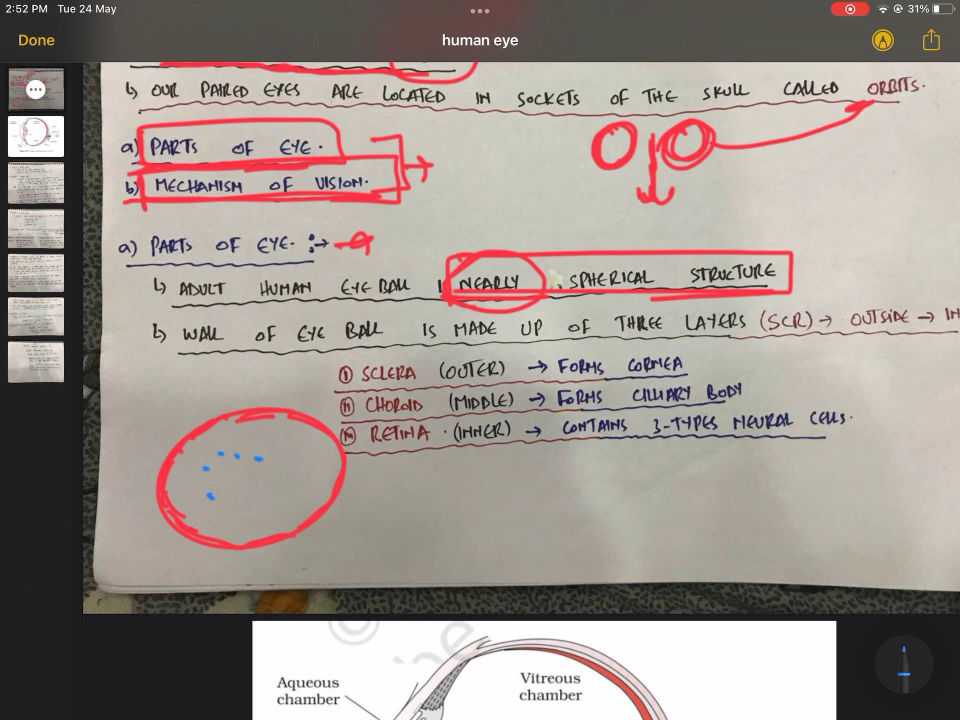 2:52 PM Tue 24 May
31%
Done
human eye
↳ OUR PAIRED EYES ARE LOCATED IN SOCKETS OF THE SKULL CALLED ORBITS.
a) PARTS OF EYE.
b) MECHANISM OF VISION.
a) PARTS OF EYE. :→
↳ ADULT HUMAN EYE BALL NEARLY SPHERICAL STRUCTURE
↳ WALL OF EYE BALL IS MADE UP OF THREE LAYERS (SCR) → OUTSIDE → IN
(i) SCLERA (OUTER) → FORMS CORNEA
(ii) CHOROID (MIDDLE) → FORMS CILLIARY BODY
(iii) RETINA (INNER) → CONTAINS 3-TYPES NEURAL CELLS.
Aqueous
chamber
Vitreous
chamber